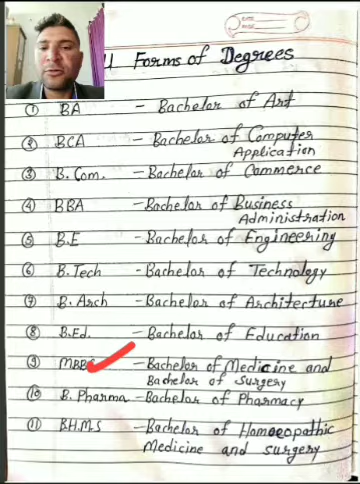 Forms of Degrees
① BA - Bachelor of Art
② BCA - Bachelor of Computer
Application
③ B. Com. - Bachelor of Commerce
④ BBA - Bachelor of Business
Administration
⑤ B.E - Bachelor of Engineering
⑥ B. Tech - Bachelor of Technology
⑦ B. Arch - Bachelor of Architecture
⑧ B.Ed. - Bachelor of Education
⑨ MBBS - Bachelor of Medicine and
Bachelor of Surgery
⑩ B. Pharma - Bachelor of Pharmacy
⑪ B.H.M.S - Bachelor of Homoeopathic
Medicine and surgery